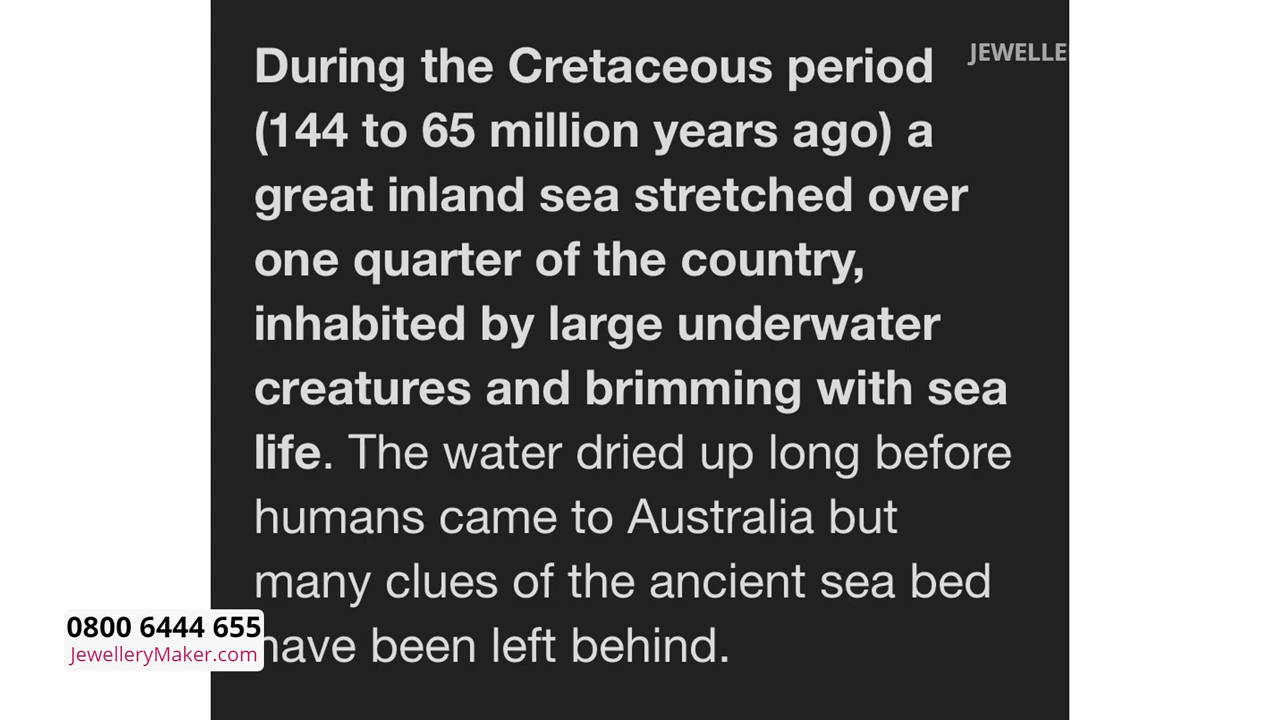 During the Cretaceous period
(144 to 65 million years ago) a
great inland sea stretched over
one quarter of the country,
inhabited by large underwater
creatures and brimming with sea
life. The water dried up long before
humans came to Australia but
many clues of the ancient sea bed
have been left behind.
JEWELLE
0800 6444 655
JewelleryMaker.com